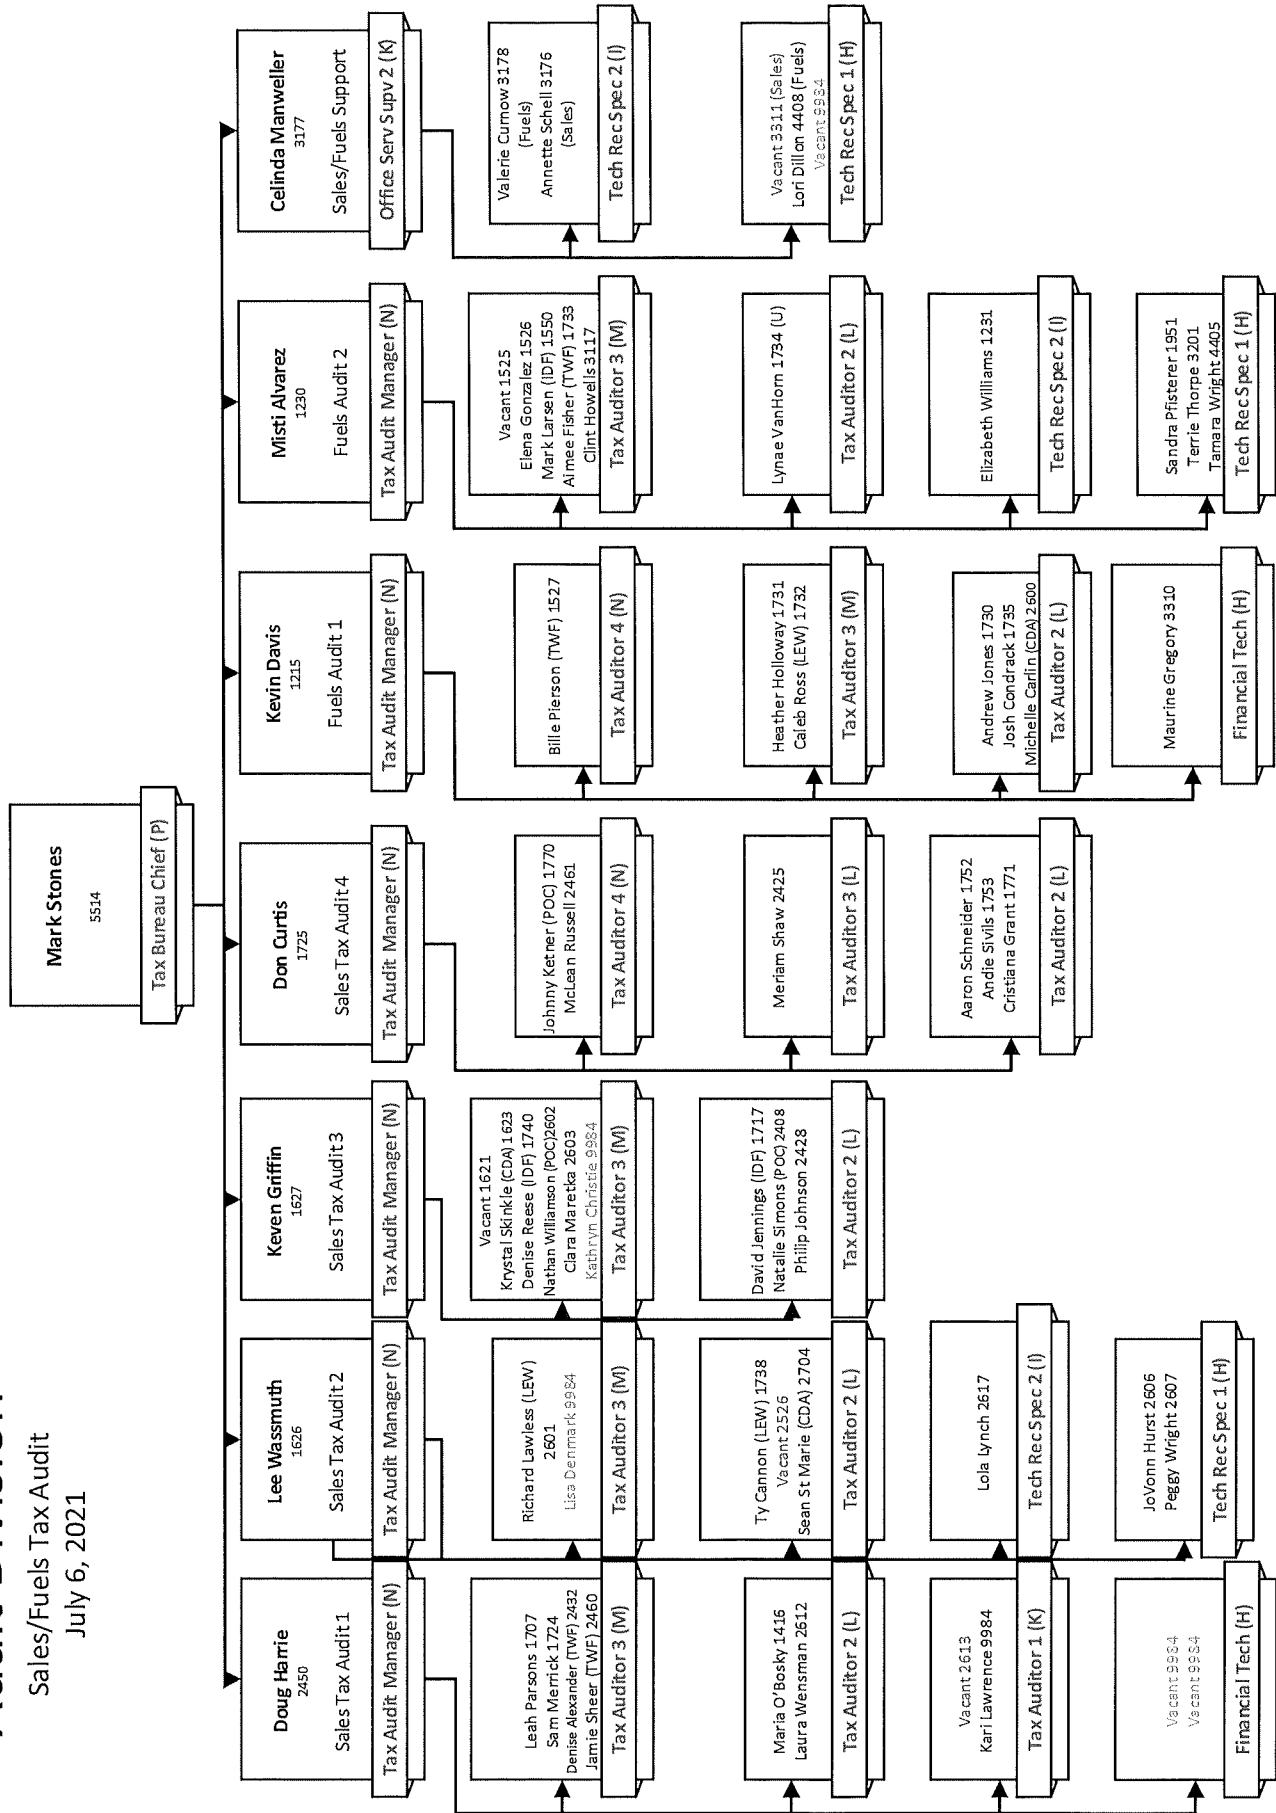 Sales/Fuels Tax Audit
July 6, 2021
Mark Stones
5514
Tax Bureau Chief (P)
Doug Harrie
2450
Sales Tax Audit 1
Tax Audit Manager (N)
Leah Parsons 1707
Sam Merrick 1724
Denise Alexander (TWF) 2432
Jamie Sheer (TWF) 2460
Tax Auditor 3 (M)
Maria O'Bosky 1416
Laura Wensman 2612
Tax Auditor 2 (L)
Vacant 2613
Kari Lawrence 9984
Tax Auditor 1 (K)
Vacant 9984
Vacant 9984
Financial Tech (H)
Lee Wassmuth
1626
Sales Tax Audit 2
Tax Audit Manager (N)
Richard Lawless (LEW)
2601
Lisa Denmark 9984
Tax Auditor 3 (M)
Ty Cannon (LEW) 1738
Vacant 2526
Sean St Marie (CDA) 2704
Tax Auditor 2 (L)
Lola Lynch 2617
Tech Rec Spec 2 (I)
JoVonn Hurst 2606
Peggy Wright 2607
Tech Rec Spec 1 (H)
Keven Griffin
1627
Sales Tax Audit 3
Tax Audit Manager (N)
Vacant 1621
Krystal Skinkle (CDA) 1623
Denise Reese (IDF) 1740
Nathan Williamson (POC)2602
Clara Maretka 2603
Kathryn Christie 9984
Tax Auditor 3 (M)
David Jennings (IDF) 1717
Natalie Simons (POC) 2408
Philip Johnson 2428
Tax Auditor 2 (L)
Don Curtis
1725
Sales Tax Audit 4
Tax Audit Manager (N)
Johnny Ketner (POC) 1770
McLean Russell 2461
Tax Auditor 4 (N)
Meriam Shaw 2425
Tax Auditor 3 (L)
Aaron Schneider 1752
Andie Sivils 1753
Cristiana Grant 1771
Tax Auditor 2 (L)
Kevin Davis
1215
Fuels Audit 1
Tax Audit Manager (N)
Bille Pierson (TWF) 1527
Tax Auditor 4 (N)
Heather Holloway 1731
Caleb Ross (LEW) 1732
Tax Auditor 3 (M)
Andrew Jones 1730
Josh Condrack 1735
Michelle Carlin (CDA) 2600
Tax Auditor 2 (L)
Maurine Gregory 3310
Financial Tech (H)
Misti Alvarez
1230
Fuels Audit 2
Tax Audit Manager (N)
Vacant 1525
Elena Gonzalez 1526
Mark Larsen (IDF) 1550
Aimee Fisher (TWF) 1733
Clint Howells 3117
Tax Auditor 3 (M)
Lynae VanHorn 1734 (U)
Tax Auditor 2 (L)
Elizabeth Williams 1231
Tech Rec Spec 2 (I)
Sandra Pfisterer 1951
Terrie Thorpe 3201
Tamara Wright 4405
Tech Rec Spec 1 (H)
Celinda Manweller
3177
Sales/Fuels Support
Office Serv Supv 2 (K)
Valerie Curnow 3178
(Fuels)
Annette Schell 3176
(Sales)
Tech Rec Spec 2 (I)
Vacant 3311 (Sales)
Lori Dillon 4408 (Fuels)
Vacant 9984
Tech Rec Spec 1 (H)